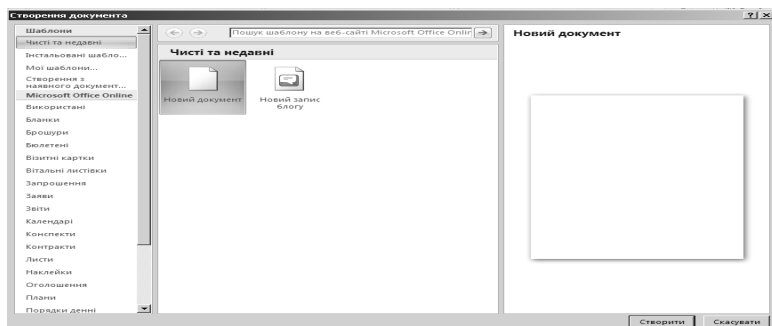 Створення документа
Шаблони
Чисті та недавні
Інстальовані шабло...
Мої шаблони...
Створення з
наявного документ...
Microsoft Office Online
Використані
Бланки
Брошури
Бюлетені
Візитні картки
Вітальні листівки
Запрошення
Заяви
Звіти
Календарі
Конспекти
Контракти
Листи
Наклейки
Оголошення
Плани
Порядки денні
Пошук шаблону на веб-сайті Microsoft Office Onlin
Чисті та недавні
Новий документ
Новий запис
блогу
Новий документ
Створити
Скасувати